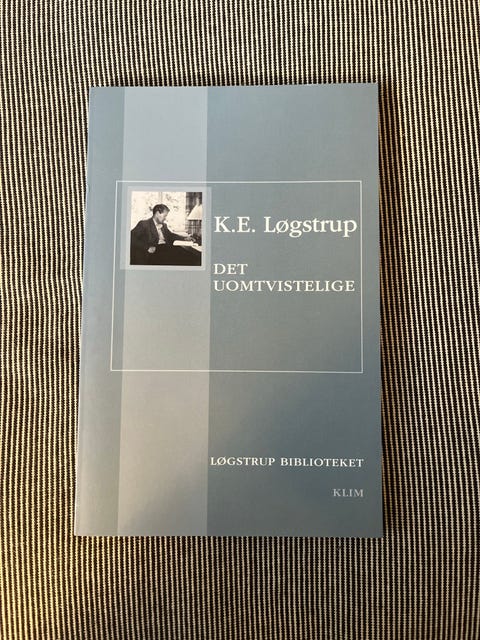 K.E. Løgstrup
DET
UOMTVISTELIGE
LØGSTRUP BIBLIOTEKET
KLIM